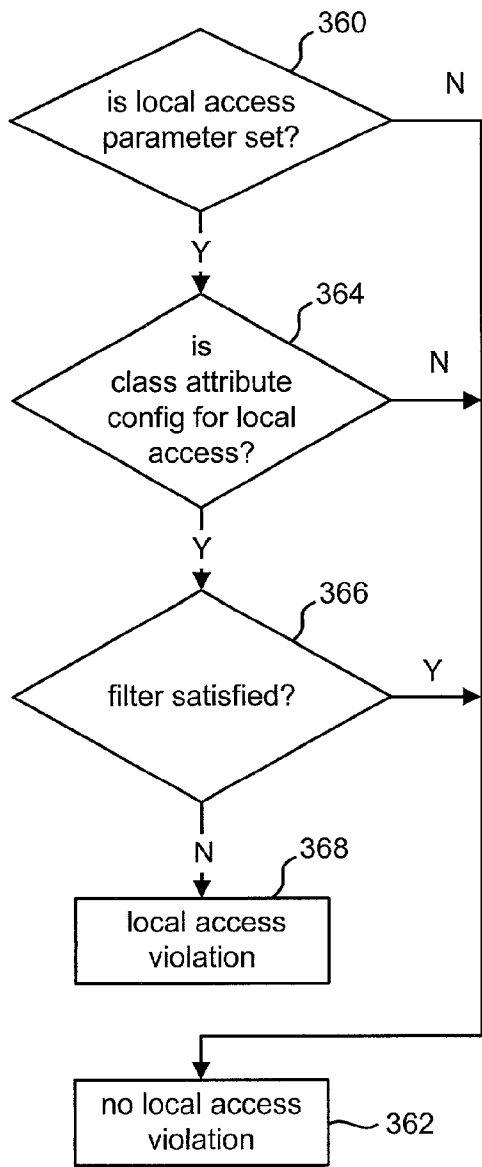 360
N
is local access
parameter set?
Y
364
is
class attribute
config for local
access?
N
Y
366
filter satisfied?
Y
N
368
local access
violation
no local access
violation
362